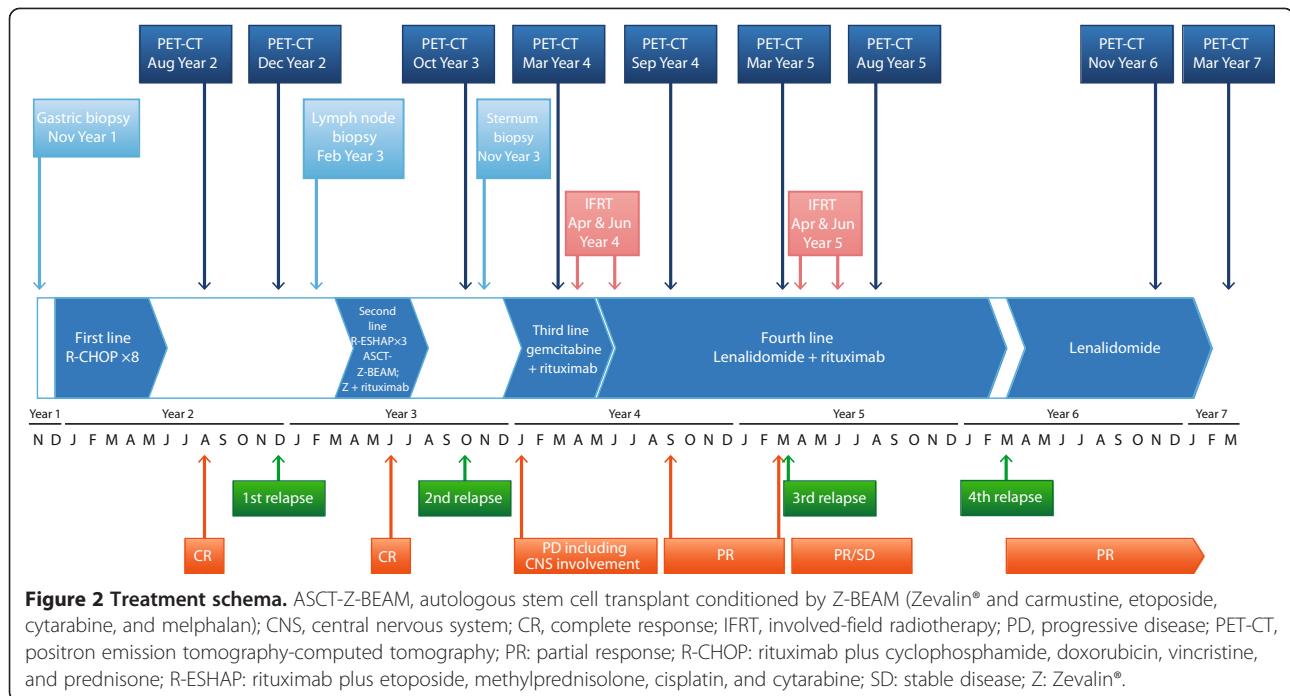 PET-CT
Aug Year 2
PET-CT
Dec Year 2
PET-CT
Oct Year 3
PET-CT
Mar Year 4
PET-CT
Sep Year 4
PET-CT
Mar Year 5
PET-CT
Aug Year 5
PET-CT
Nov Year 6
PET-CT
Mar Year 7
Gastric biopsy
Nov Year 1
Lymph node
biopsy
Feb Year 3
Sternum
biopsy
Nov Year 3
IFRT
Apr & Jun
Year 4
IFRT
Apr & Jun
Year 5
First line
R-CHOP ×8
Second
line
R-ESHAP×3
ASCT-
Z-BEAM;
Z + rituximab
Third line
gemcitabine
+ rituximab
Fourth line
Lenalidomide + rituximab
Lenalidomide
Year 1 Year 2 Year 3 Year 4 Year 5 Year 6 Year 7
N D J F M A M J J A S O N D J F M A M J J A S O N D J F M A M J J A S O N D J F M A M J J A S O N D J F M A M J J A S O N D J F M
1st relapse
2nd relapse
3rd relapse
4th relapse
CR
CR
PD including
CNS involvement
PR
PR/SD
PR
Figure 2 Treatment schema. ASCT-Z-BEAM, autologous stem cell transplant conditioned by Z-BEAM (Zevalin® and carmustine, etoposide,
cytarabine, and melphalan); CNS, central nervous system; CR, complete response; IFRT, involved-field radiotherapy; PD, progressive disease; PET-CT,
positron emission tomography-computed tomography; PR: partial response; R-CHOP: rituximab plus cyclophosphamide, doxorubicin, vincristine,
and prednisone; R-ESHAP: rituximab plus etoposide, methylprednisolone, cisplatin, and cytarabine; SD: stable disease; Z: Zevalin®.